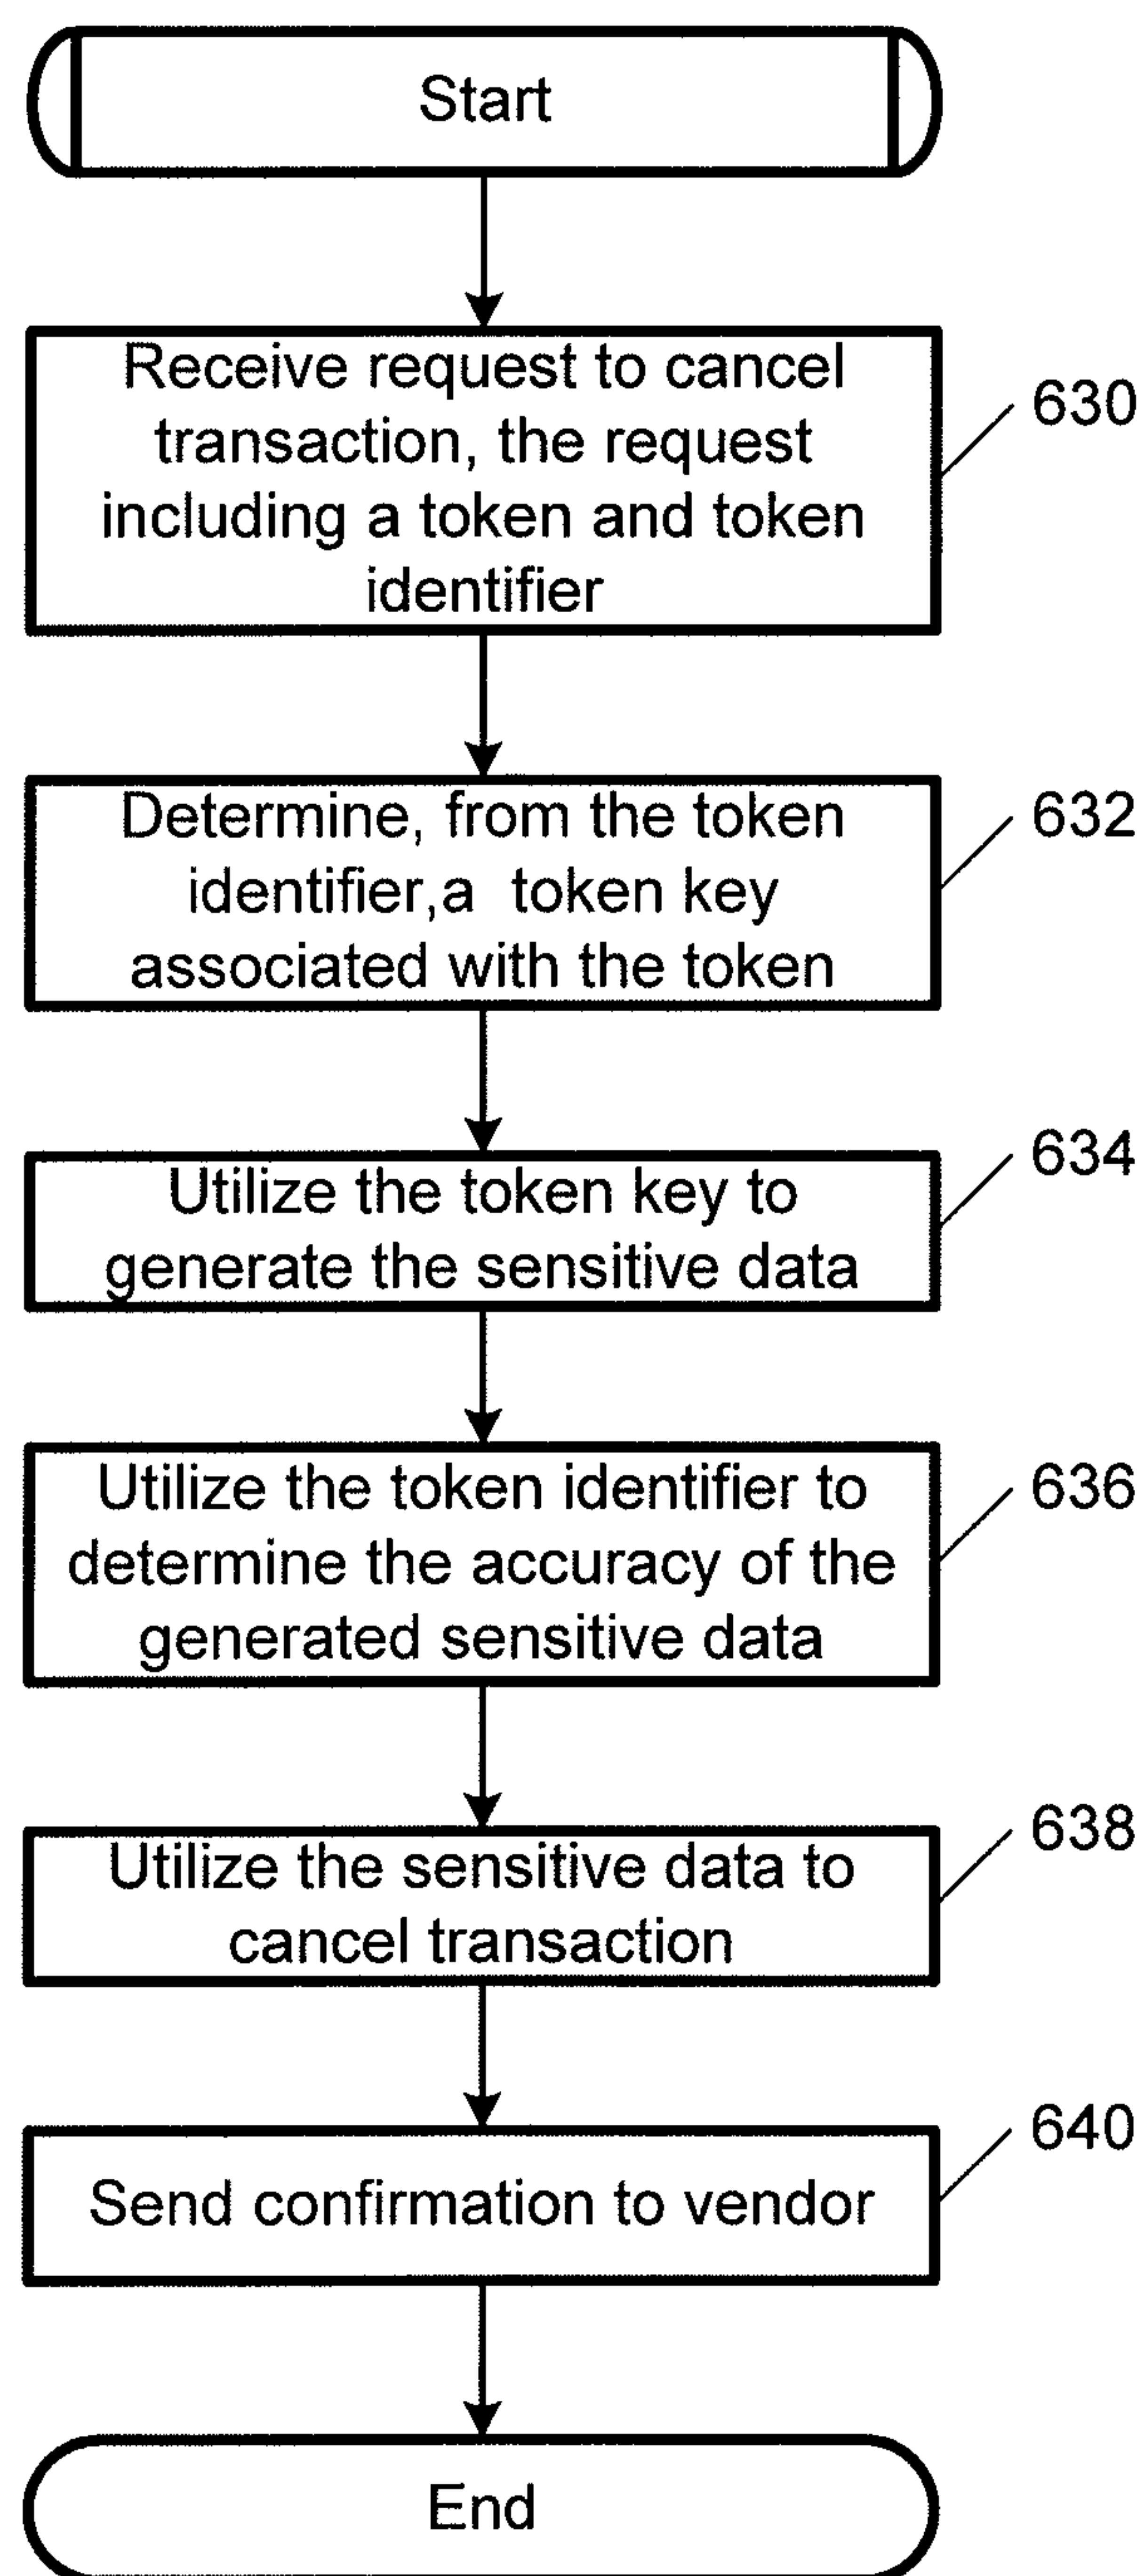 Start
Receive request to cancel
transaction, the request
including a token and token
identifier
630
Determine, from the token
identifier,a  token key
associated with the token
632
Utilize the token key to
generate the sensitive data
634
Utilize the token identifier to
determine the accuracy of the
generated sensitive data
636
Utilize the sensitive data to
cancel transaction
638
Send confirmation to vendor
640
End